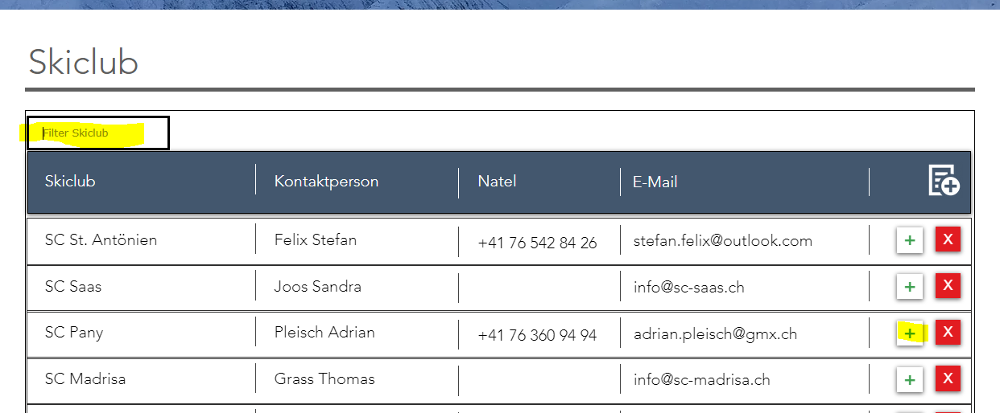 Skiclub
Filter Skiclub
Skiclub Kontaktperson Natel E-Mail
SC St. Antönien Felix Stefan +41 76 542 84 26 stefan.felix@outlook.com + X
SC Saas Joos Sandra info@sc-saas.ch + X
SC Pany Pleisch Adrian +41 76 360 94 94 adrian.pleisch@gmx.ch + X
SC Madrisa Grass Thomas info@sc-madrisa.ch + X